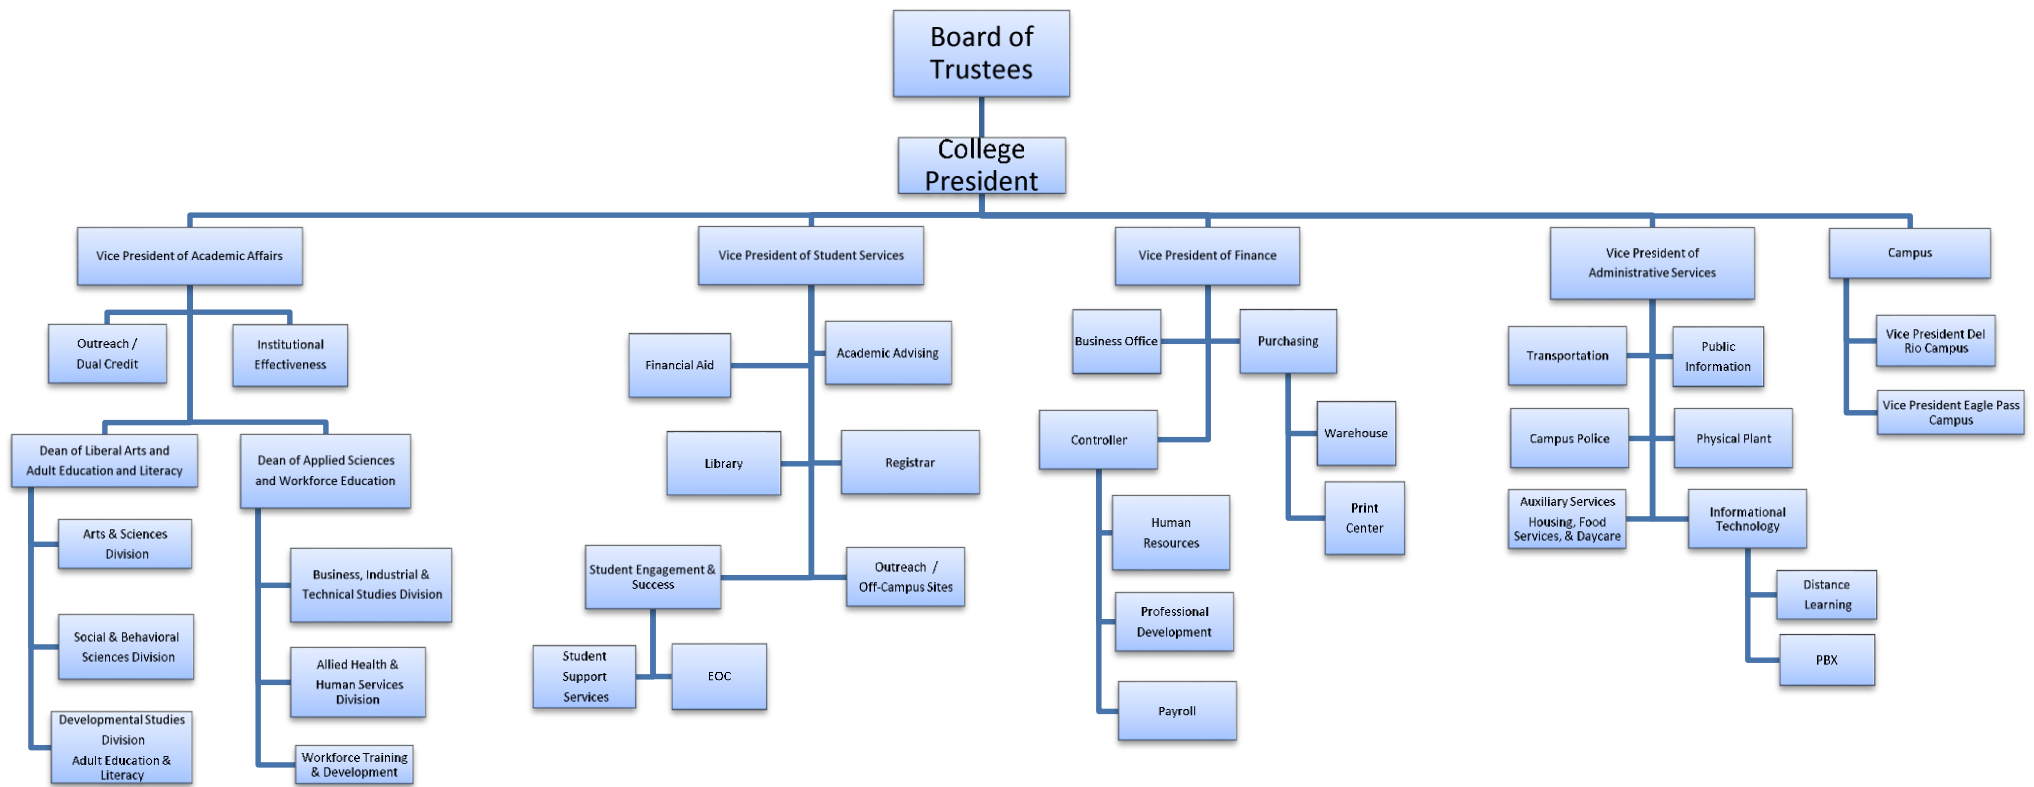 Board of
Trustees
College
President
Vice President of Academic Affairs
Vice President of Student Services
Vice President of Finance
Vice President of
Administrative Services
Campus
Outreach /
Dual Credit
Institutional
Effectiveness
Dean of Liberal Arts and
Adult Education and Literacy
Dean of Applied Sciences
and Workforce Education
Arts & Sciences
Division
Social & Behavioral
Sciences Division
Developmental Studies
Division
Adult Education &
Literacy
Business, Industrial &
Technical Studies Division
Allied Health &
Human Services
Division
Workforce Training
& Development
Financial Aid
Academic Advising
Library
Registrar
Student Engagement &
Success
Outreach /
Off-Campus Sites
Student
Support
Services
EOC
Business Office
Purchasing
Controller
Warehouse
Print
Center
Human
Resources
Professional
Development
Payroll
Transportation
Public
Information
Campus Police
Physical Plant
Auxiliary Services
Housing, Food
Services, & Daycare
Informational
Technology
Distance
Learning
PBX
Vice President Del
Rio Campus
Vice President Eagle Pass
Campus